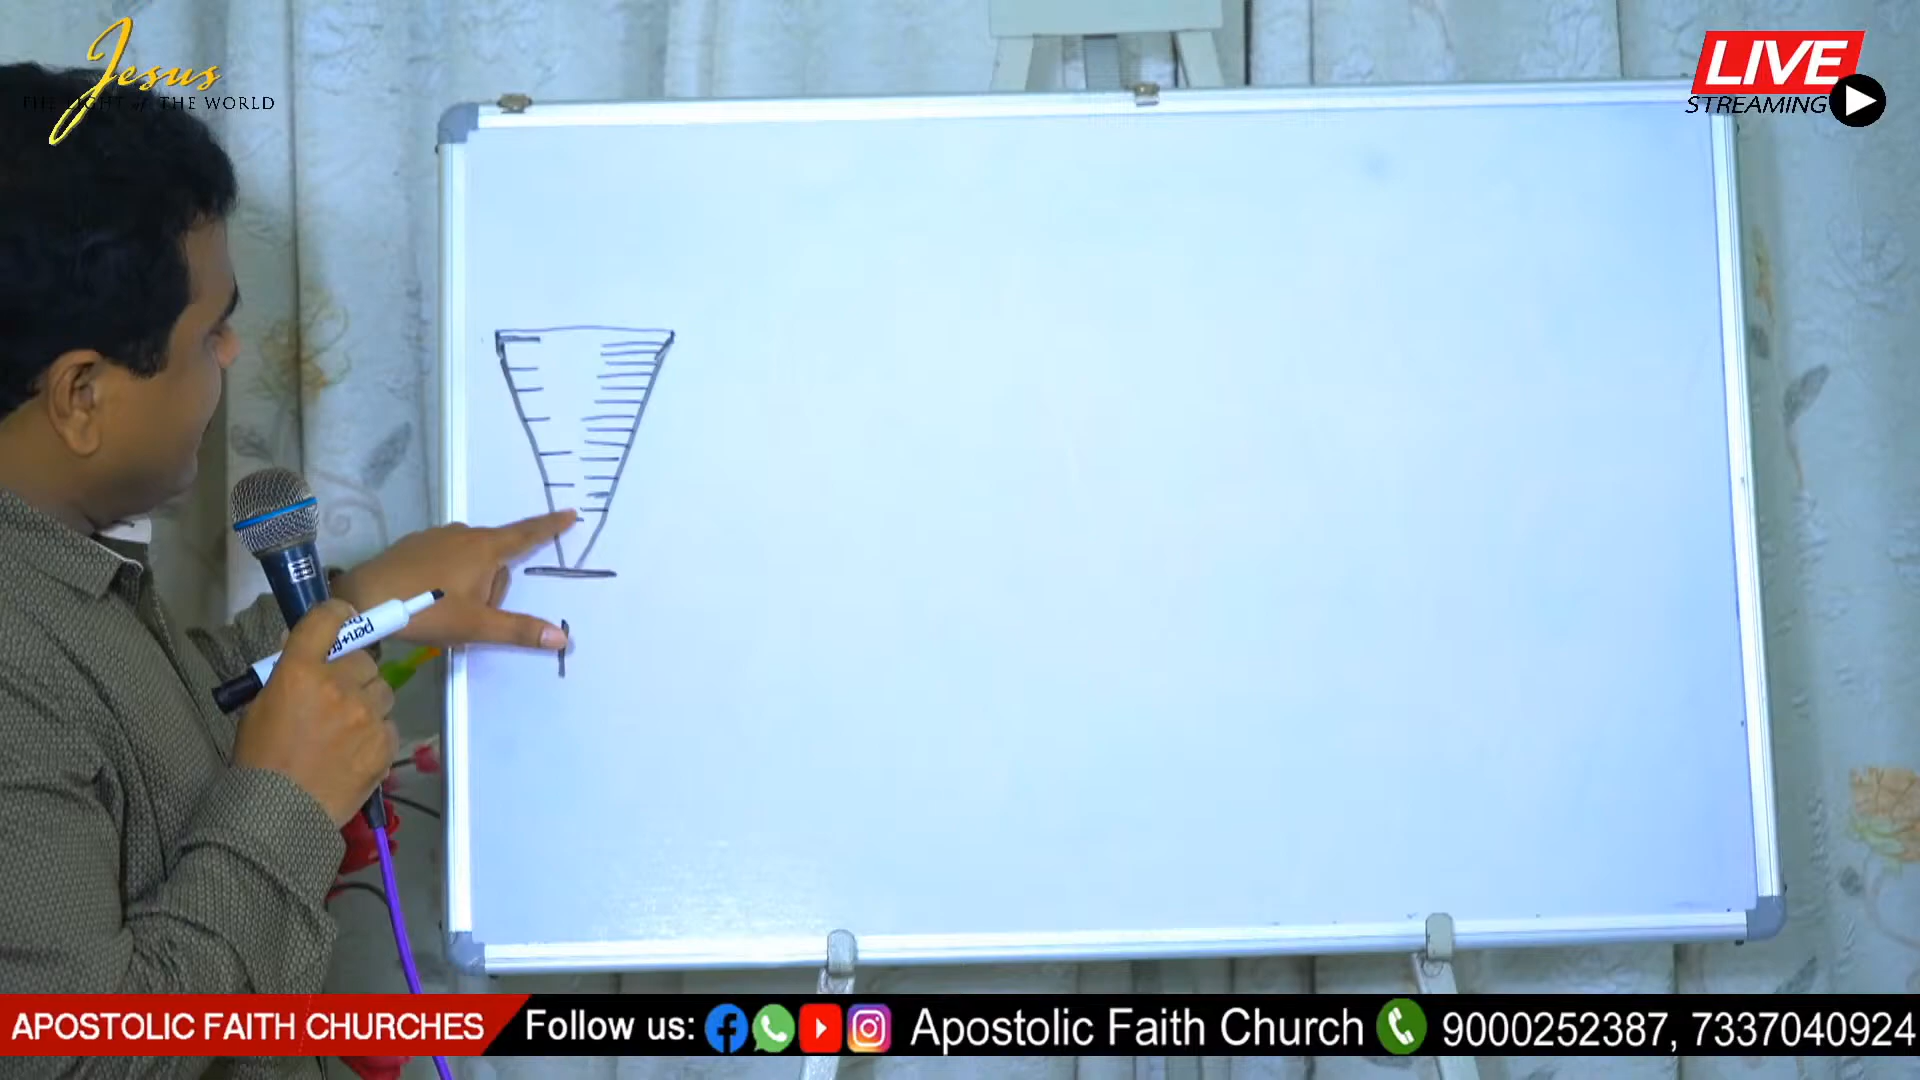 Jesus
THE LIGHT of THE WORLD
LIVE
STREAMING
APOSTOLIC FAITH CHURCHES
Follow us:
Apostolic Faith Church
9000252387, 7337040924